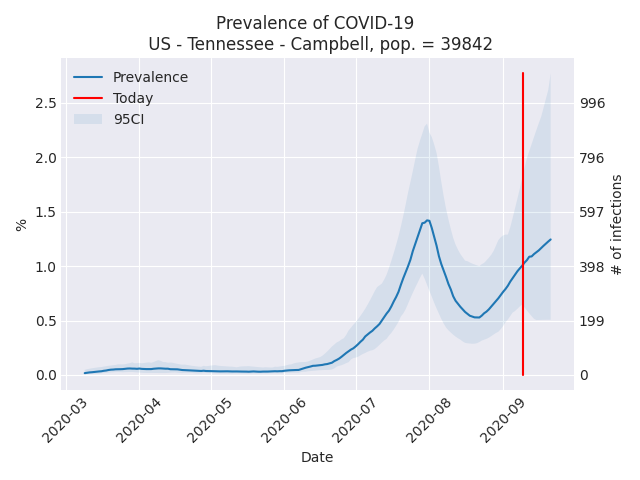 Prevalence of COVID-19
US - Tennessee - Campbell, pop. = 39842
Prevalence
Today
95CI
2.5
2.0
1.5
1.0
0.5
0.0
%
996
796
597
398
199
0
# of infections
2020-03
2020-04
2020-05
2020-06
2020-07
2020-08
2020-09
Date